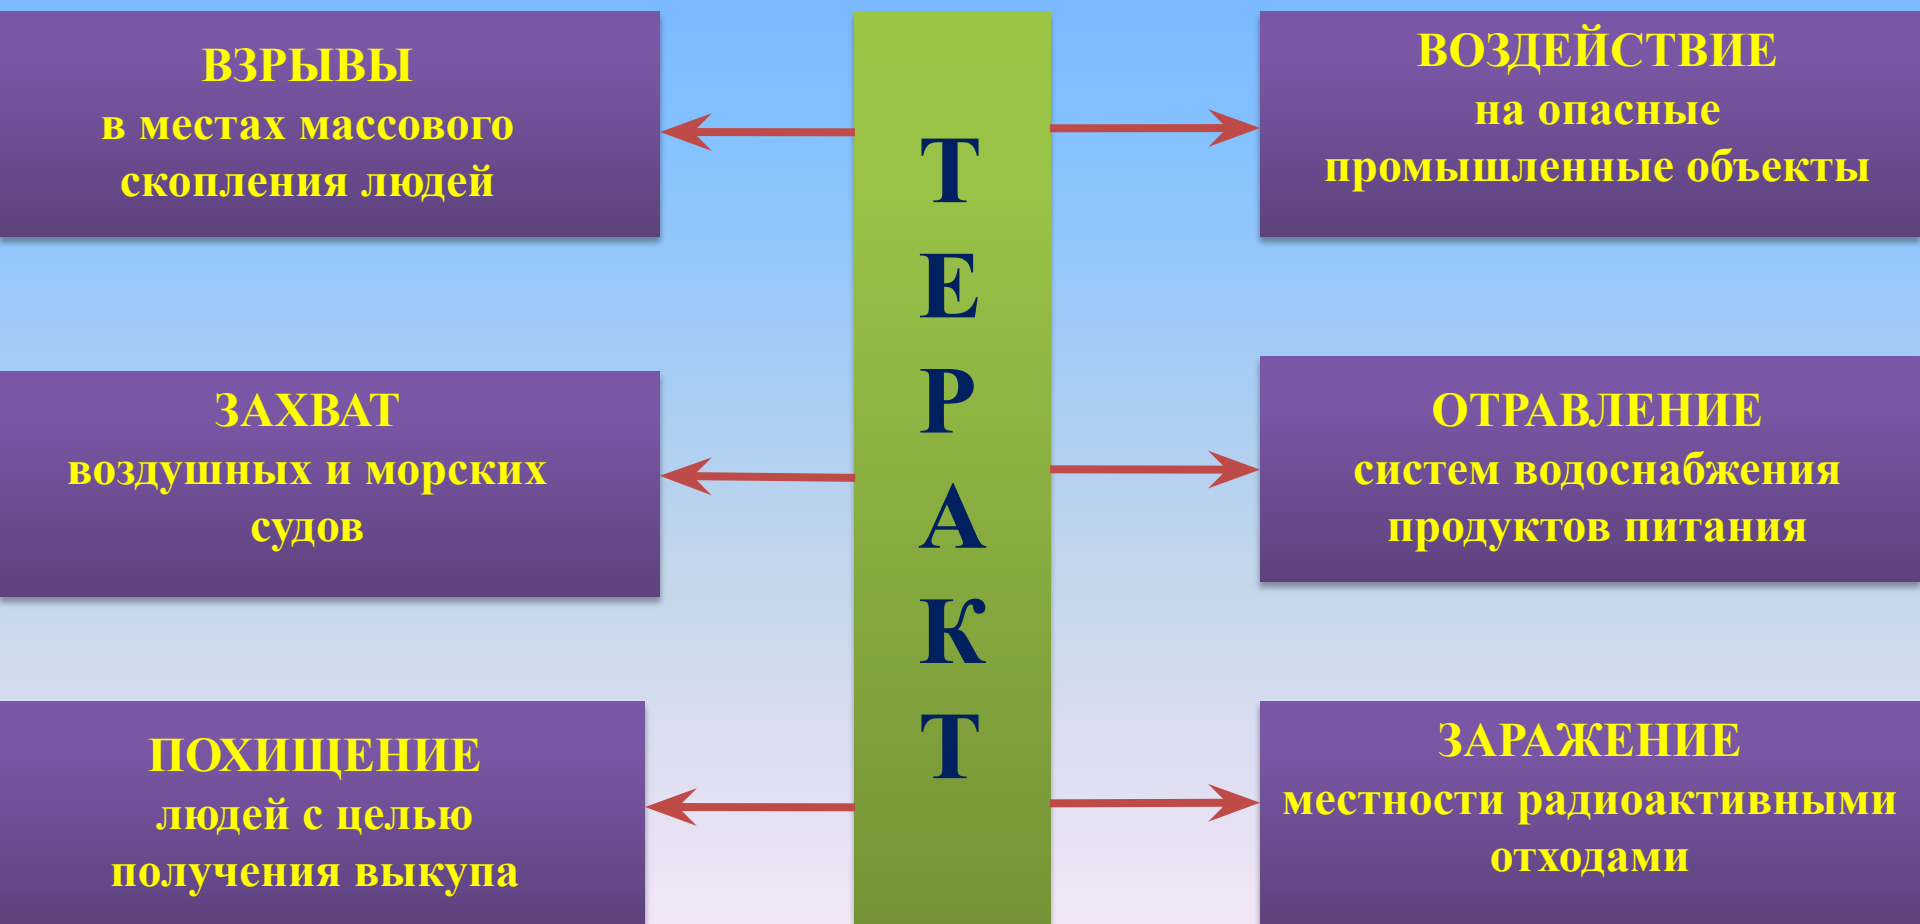 ВЗРЫВЫ
в местах массового
скопления людей
ЗАХВАТ
воздушных и морских
судов
ПОХИЩЕНИЕ
людей с целью
получения выкупа
Т
Е
Р
А
К
Т
ВОЗДЕЙСТВИЕ
на опасные
промышленные объекты
ОТРАВЛЕНИЕ
систем водоснабжения
продуктов питания
ЗАРАЖЕНИЕ
местности радиоактивными
отходами